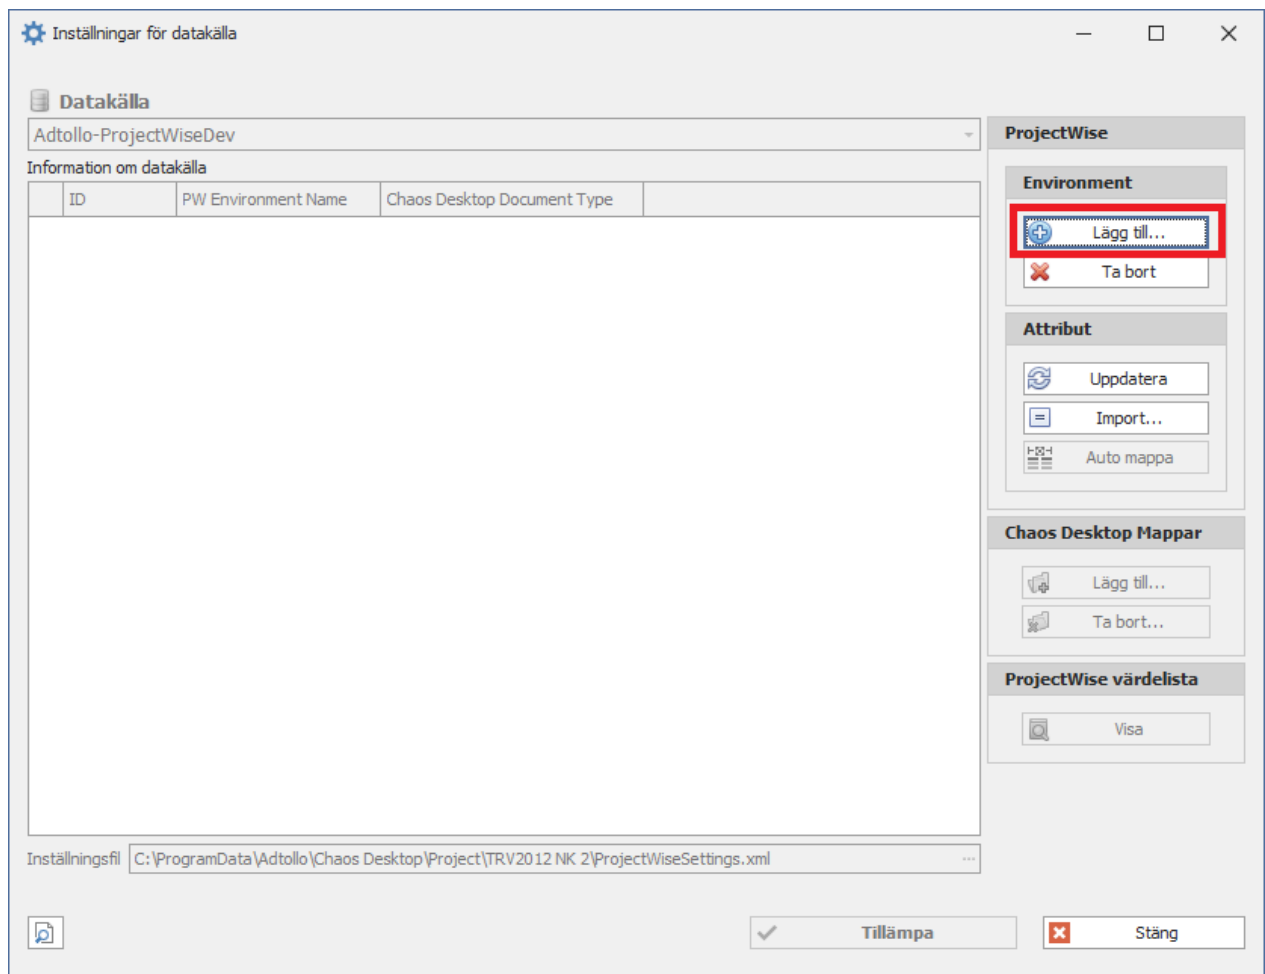 Inställningar för datakälla
Datakälla
Adtollo-ProjectWiseDev
Information om datakälla
ID PW Environment Name Chaos Desktop Document Type
ProjectWise
Environment
Lägg till...
Ta bort
Attribut
Uppdatera
Import...
Auto mappa
Chaos Desktop Mappar
Lägg till...
Ta bort...
ProjectWise värdelista
Visa
Inställningsfil C:\ProgramData\Adtollo\Chaos Desktop\Project\TRV2012 NK 2\ProjectWiseSettings.xml ...
Tillämpa
Stäng